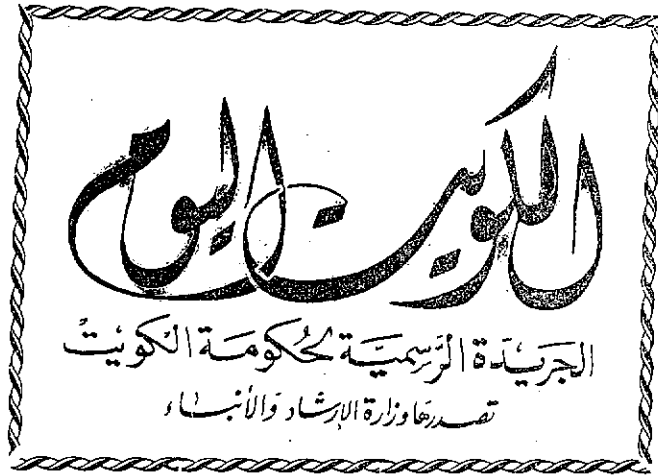 الكويت اليوم
الجريدة الرسمية لحكومة الكويت
تصدرها وزارة الإرشاد والأنباء